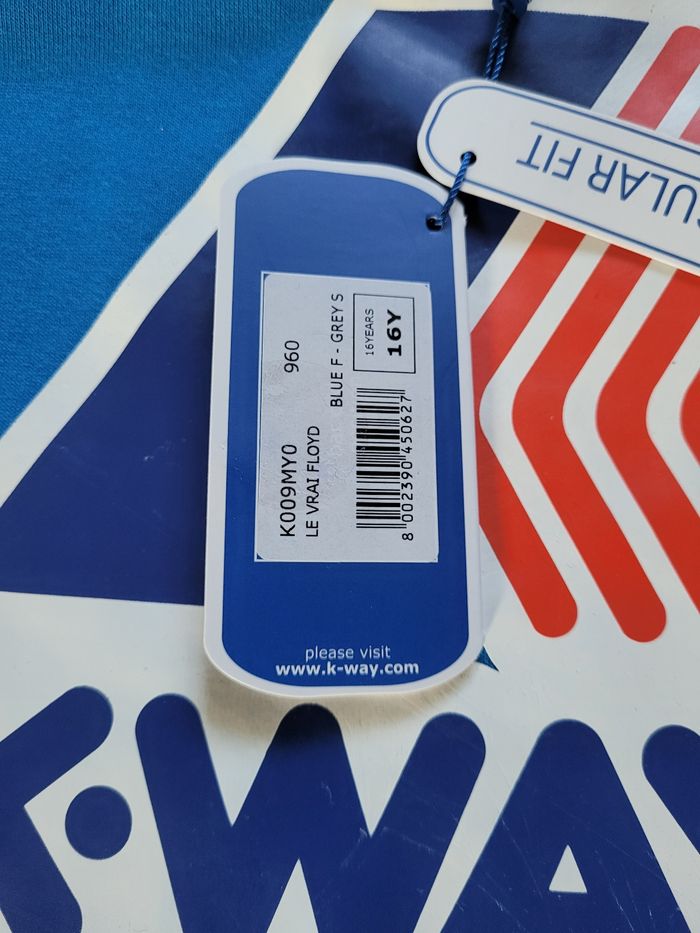 ULAR FIT
K009MY0 960
LE VRAI FLOYD
BLUE F - GREY S
16YEARS
16Y
8 002390 450627
please visit
www.k-way.com
K·WAY